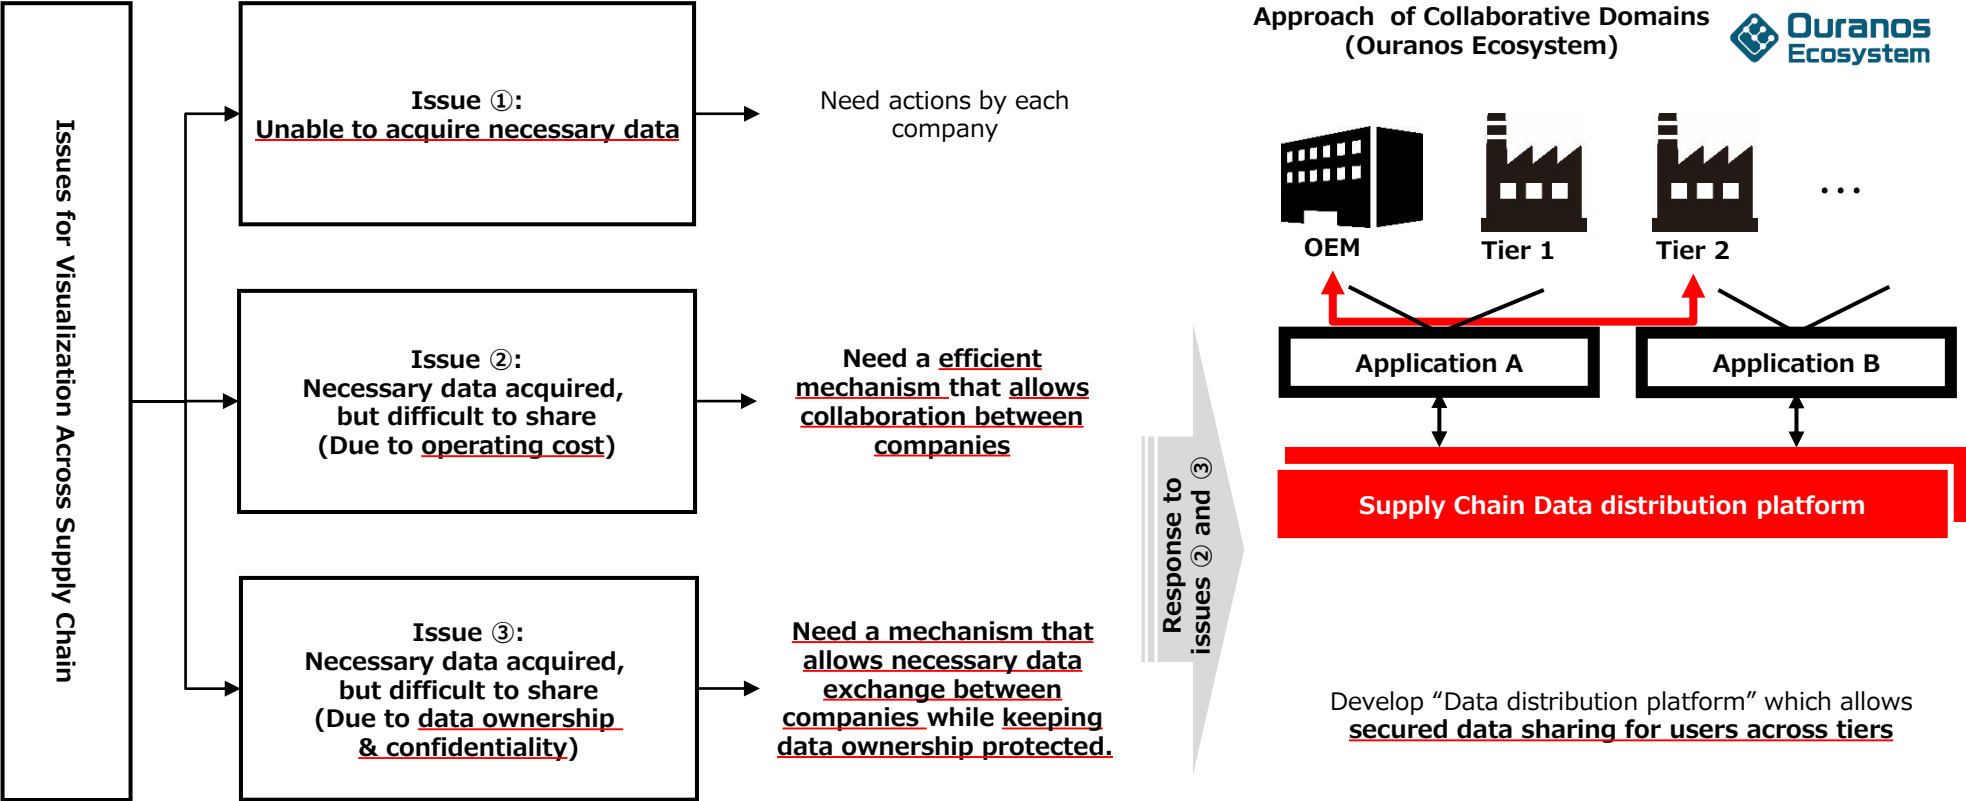 Issues for Visualization Across Supply Chain
Issue ①:
Unable to acquire necessary data
Need actions by each
company
Issue ②:
Necessary data acquired,
but difficult to share
(Due to operating cost)
Need a efficient
mechanism that allows
collaboration between
companies
Issue ③:
Necessary data acquired,
but difficult to share
(Due to data ownership
& confidentiality)
Need a mechanism that
allows necessary data
exchange between
companies while keeping
data ownership protected.
Response to
issues ② and ③
Approach of Collaborative Domains
(Ouranos Ecosystem)
Ouranos
Ecosystem
OEM
Tier 1
Tier 2
...
Application A
Application B
Supply Chain Data distribution platform
Develop “Data distribution platform” which allows
secured data sharing for users across tiers